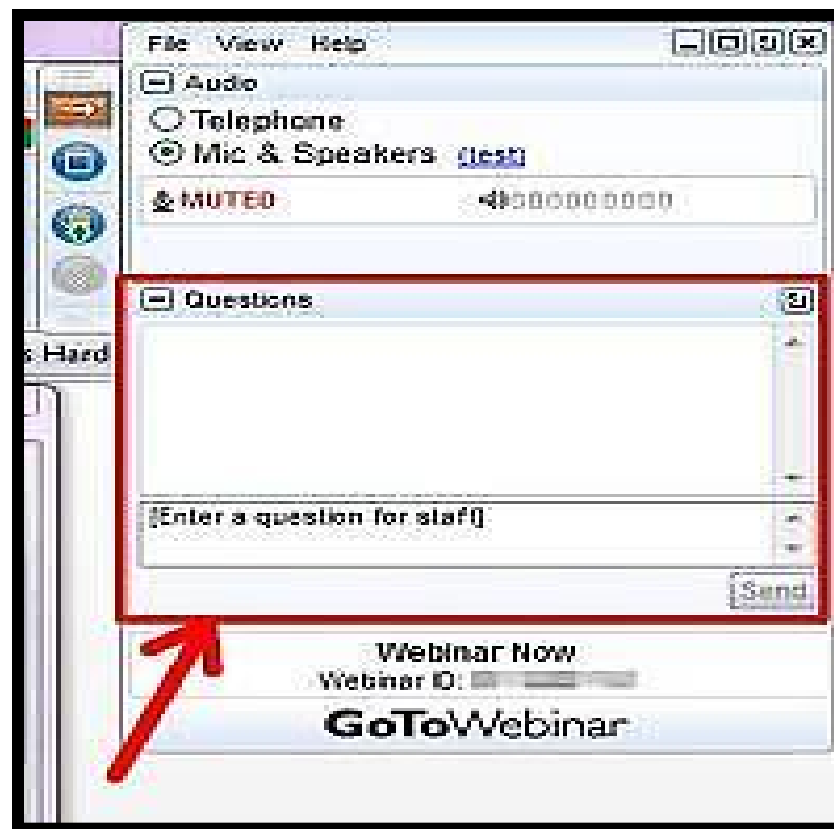 File View Help
Audio
Telephone
Mic & Speakers (test)
MUTED
Questions
s Hard
[Enter a question for staff]
Send
Webinar Now
Webinar ID:
GoToWebinar